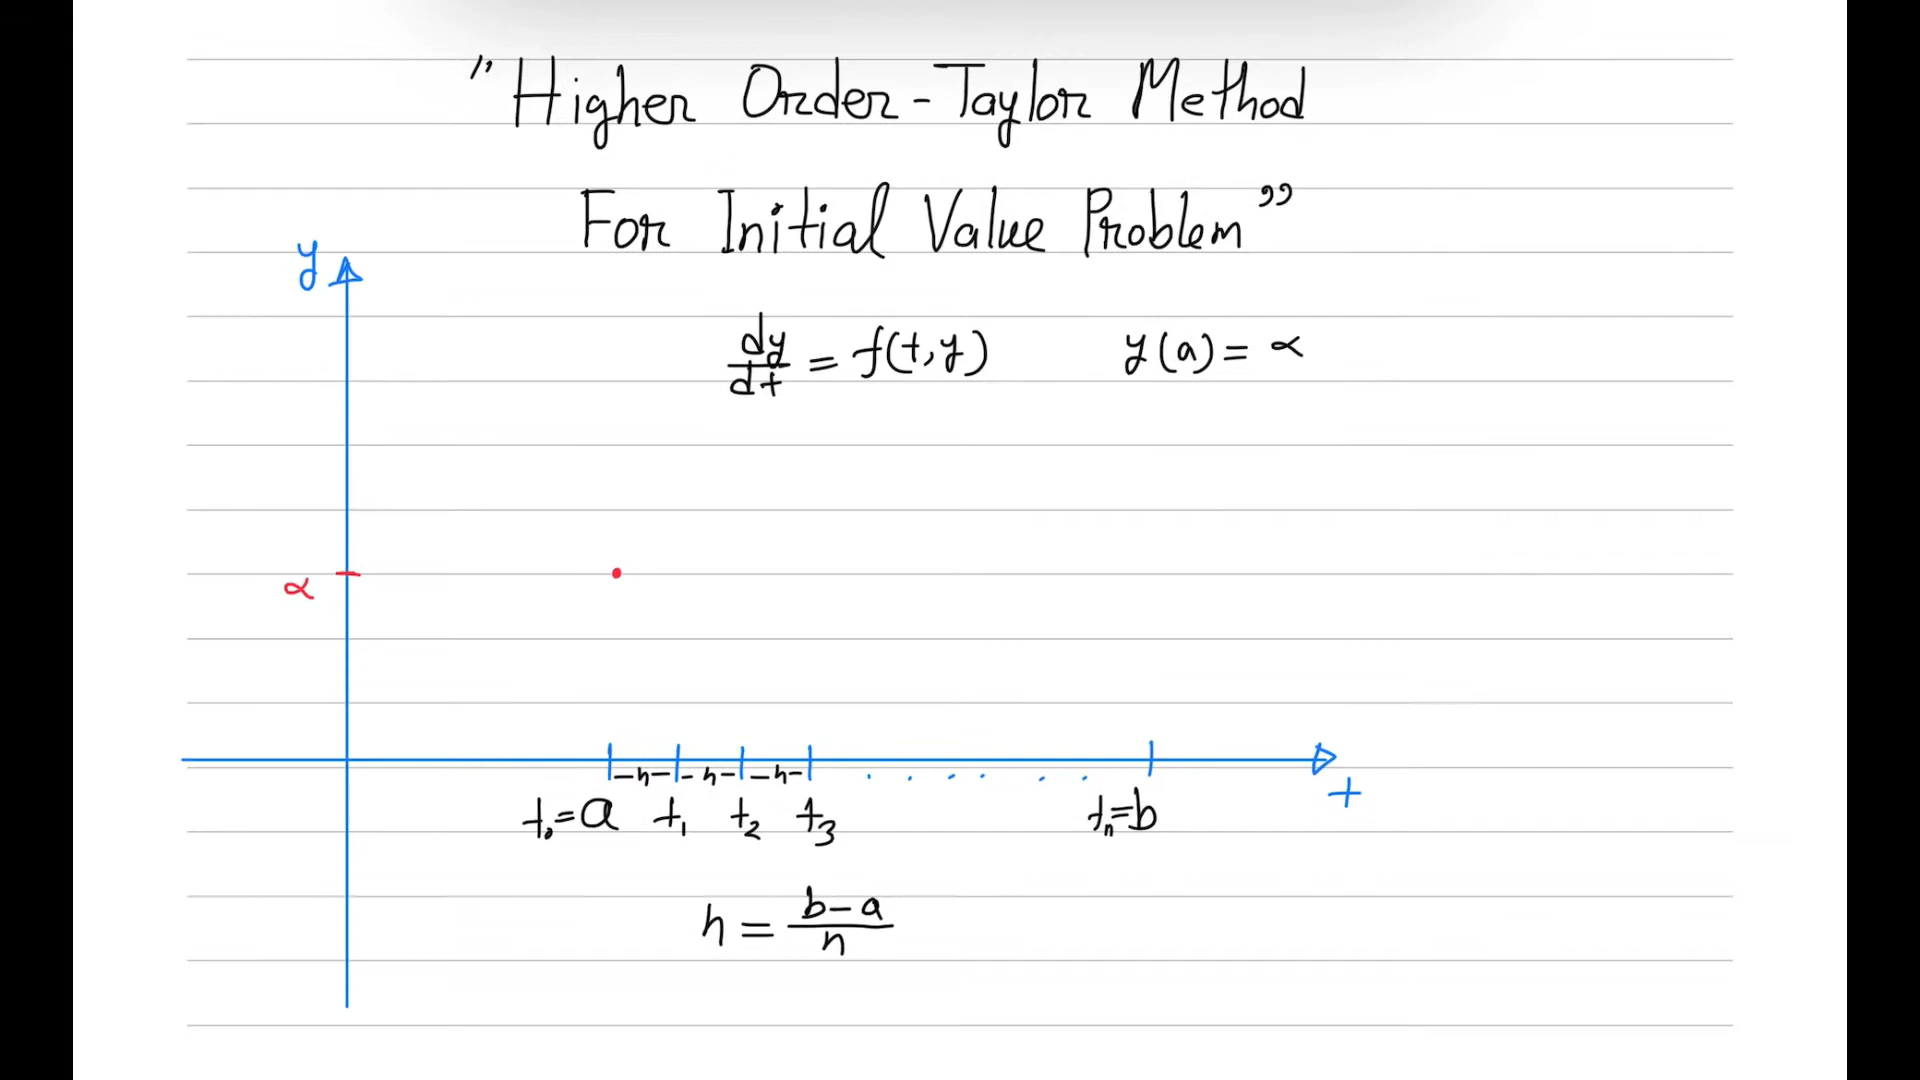 "Higher Order-Taylor Method
For Initial Value Problem"
y
dy/dt = f(t,y) y(a) = α
α
-h- -h- -h- . . . . . .
t₀=a t₁ t₂ t₃ tₙ=b t
h = b-a/n